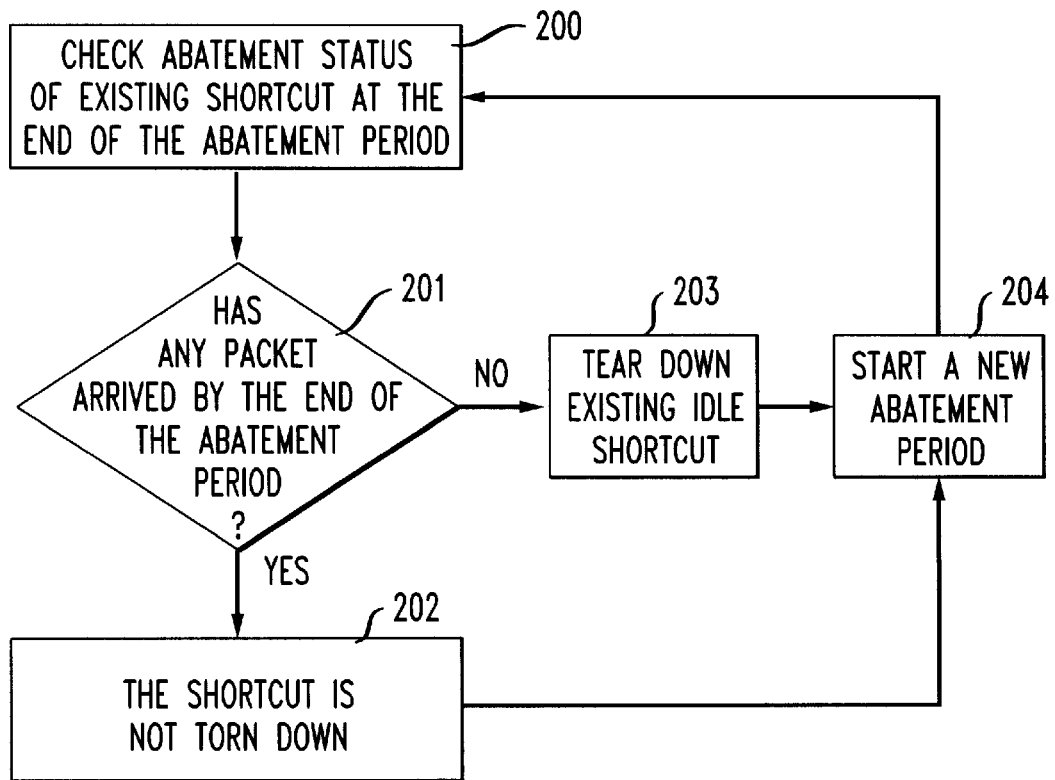 200
CHECK ABATEMENT STATUS
OF EXISTING SHORTCUT AT THE
END OF THE ABATEMENT PERIOD
201
HAS
ANY PACKET
ARRIVED BY THE END OF
THE ABATEMENT
PERIOD
?
NO
YES
203
TEAR DOWN
EXISTING IDLE
SHORTCUT
204
START A NEW
ABATEMENT
PERIOD
202
THE SHORTCUT IS
NOT TORN DOWN